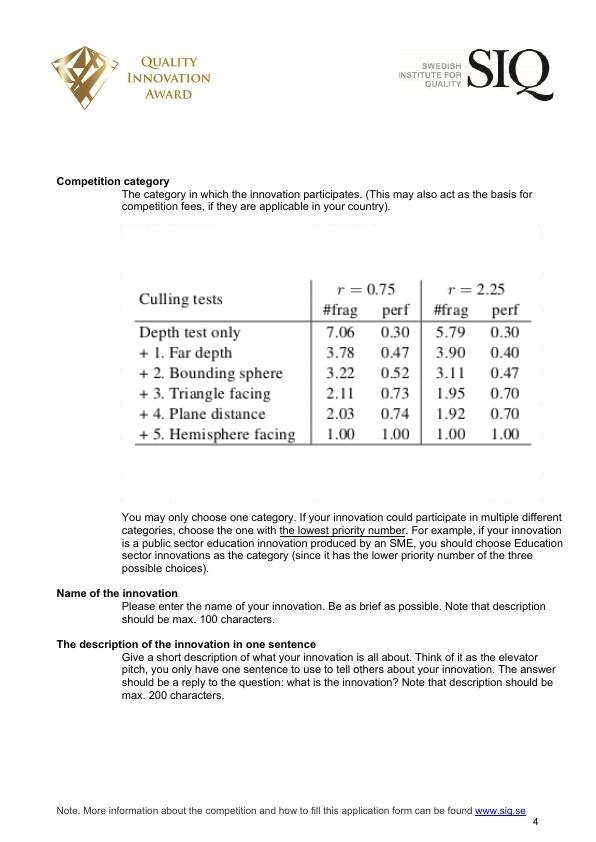 QUALITY
INNOVATION
AWARD
SWEDISH
INSTITUTE FOR
QUALITY
SIQ
Competition category
The category in which the innovation participates. (This may also act as the basis for
competition fees, if they are applicable in your country).
Culling tests r = 0.75 r = 2.25
#frag perf #frag perf
Depth test only 7.06 0.30 5.79 0.30
+ 1. Far depth 3.78 0.47 3.90 0.40
+ 2. Bounding sphere 3.22 0.52 3.11 0.47
+ 3. Triangle facing 2.11 0.73 1.95 0.70
+ 4. Plane distance 2.03 0.74 1.92 0.70
+ 5. Hemisphere facing 1.00 1.00 1.00 1.00
You may only choose one category. If your innovation could participate in multiple different
categories, choose the one with the lowest priority number. For example, if your innovation
is a public sector education innovation produced by an SME, you should choose Education
sector innovations as the category (since it has the lower priority number of the three
possible choices).
Name of the innovation
Please enter the name of your innovation. Be as brief as possible. Note that description
should be max. 100 characters.
The description of the innovation in one sentence
Give a short description of what your innovation is all about. Think of it as the elevator
pitch, you only have one sentence to use to tell others about your innovation. The answer
should be a reply to the question: what is the innovation? Note that description should be
max. 200 characters.
Note. More information about the competition and how to fill this application form can be found www.siq.se
4